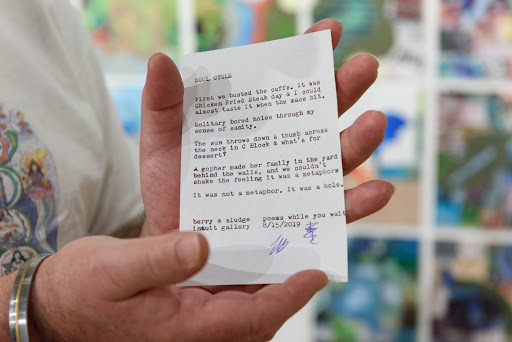 SOUL CYCLE
First we busted the cuffs. It was
Chicken Fried Steak day & I could
almost taste it when the mace hit.
Solitary bored holes through my
sense of sanity.
The sun throws down a thumb across
the neck in C Block & what's for
dessert?
A gopher made her family in the yard
behind the walls, and we couldn't
shake the feeling it was a metaphor
It was not a metaphor. It was a hole.
berry & sludge poems while you wait
intuit gallery 8/15/2019